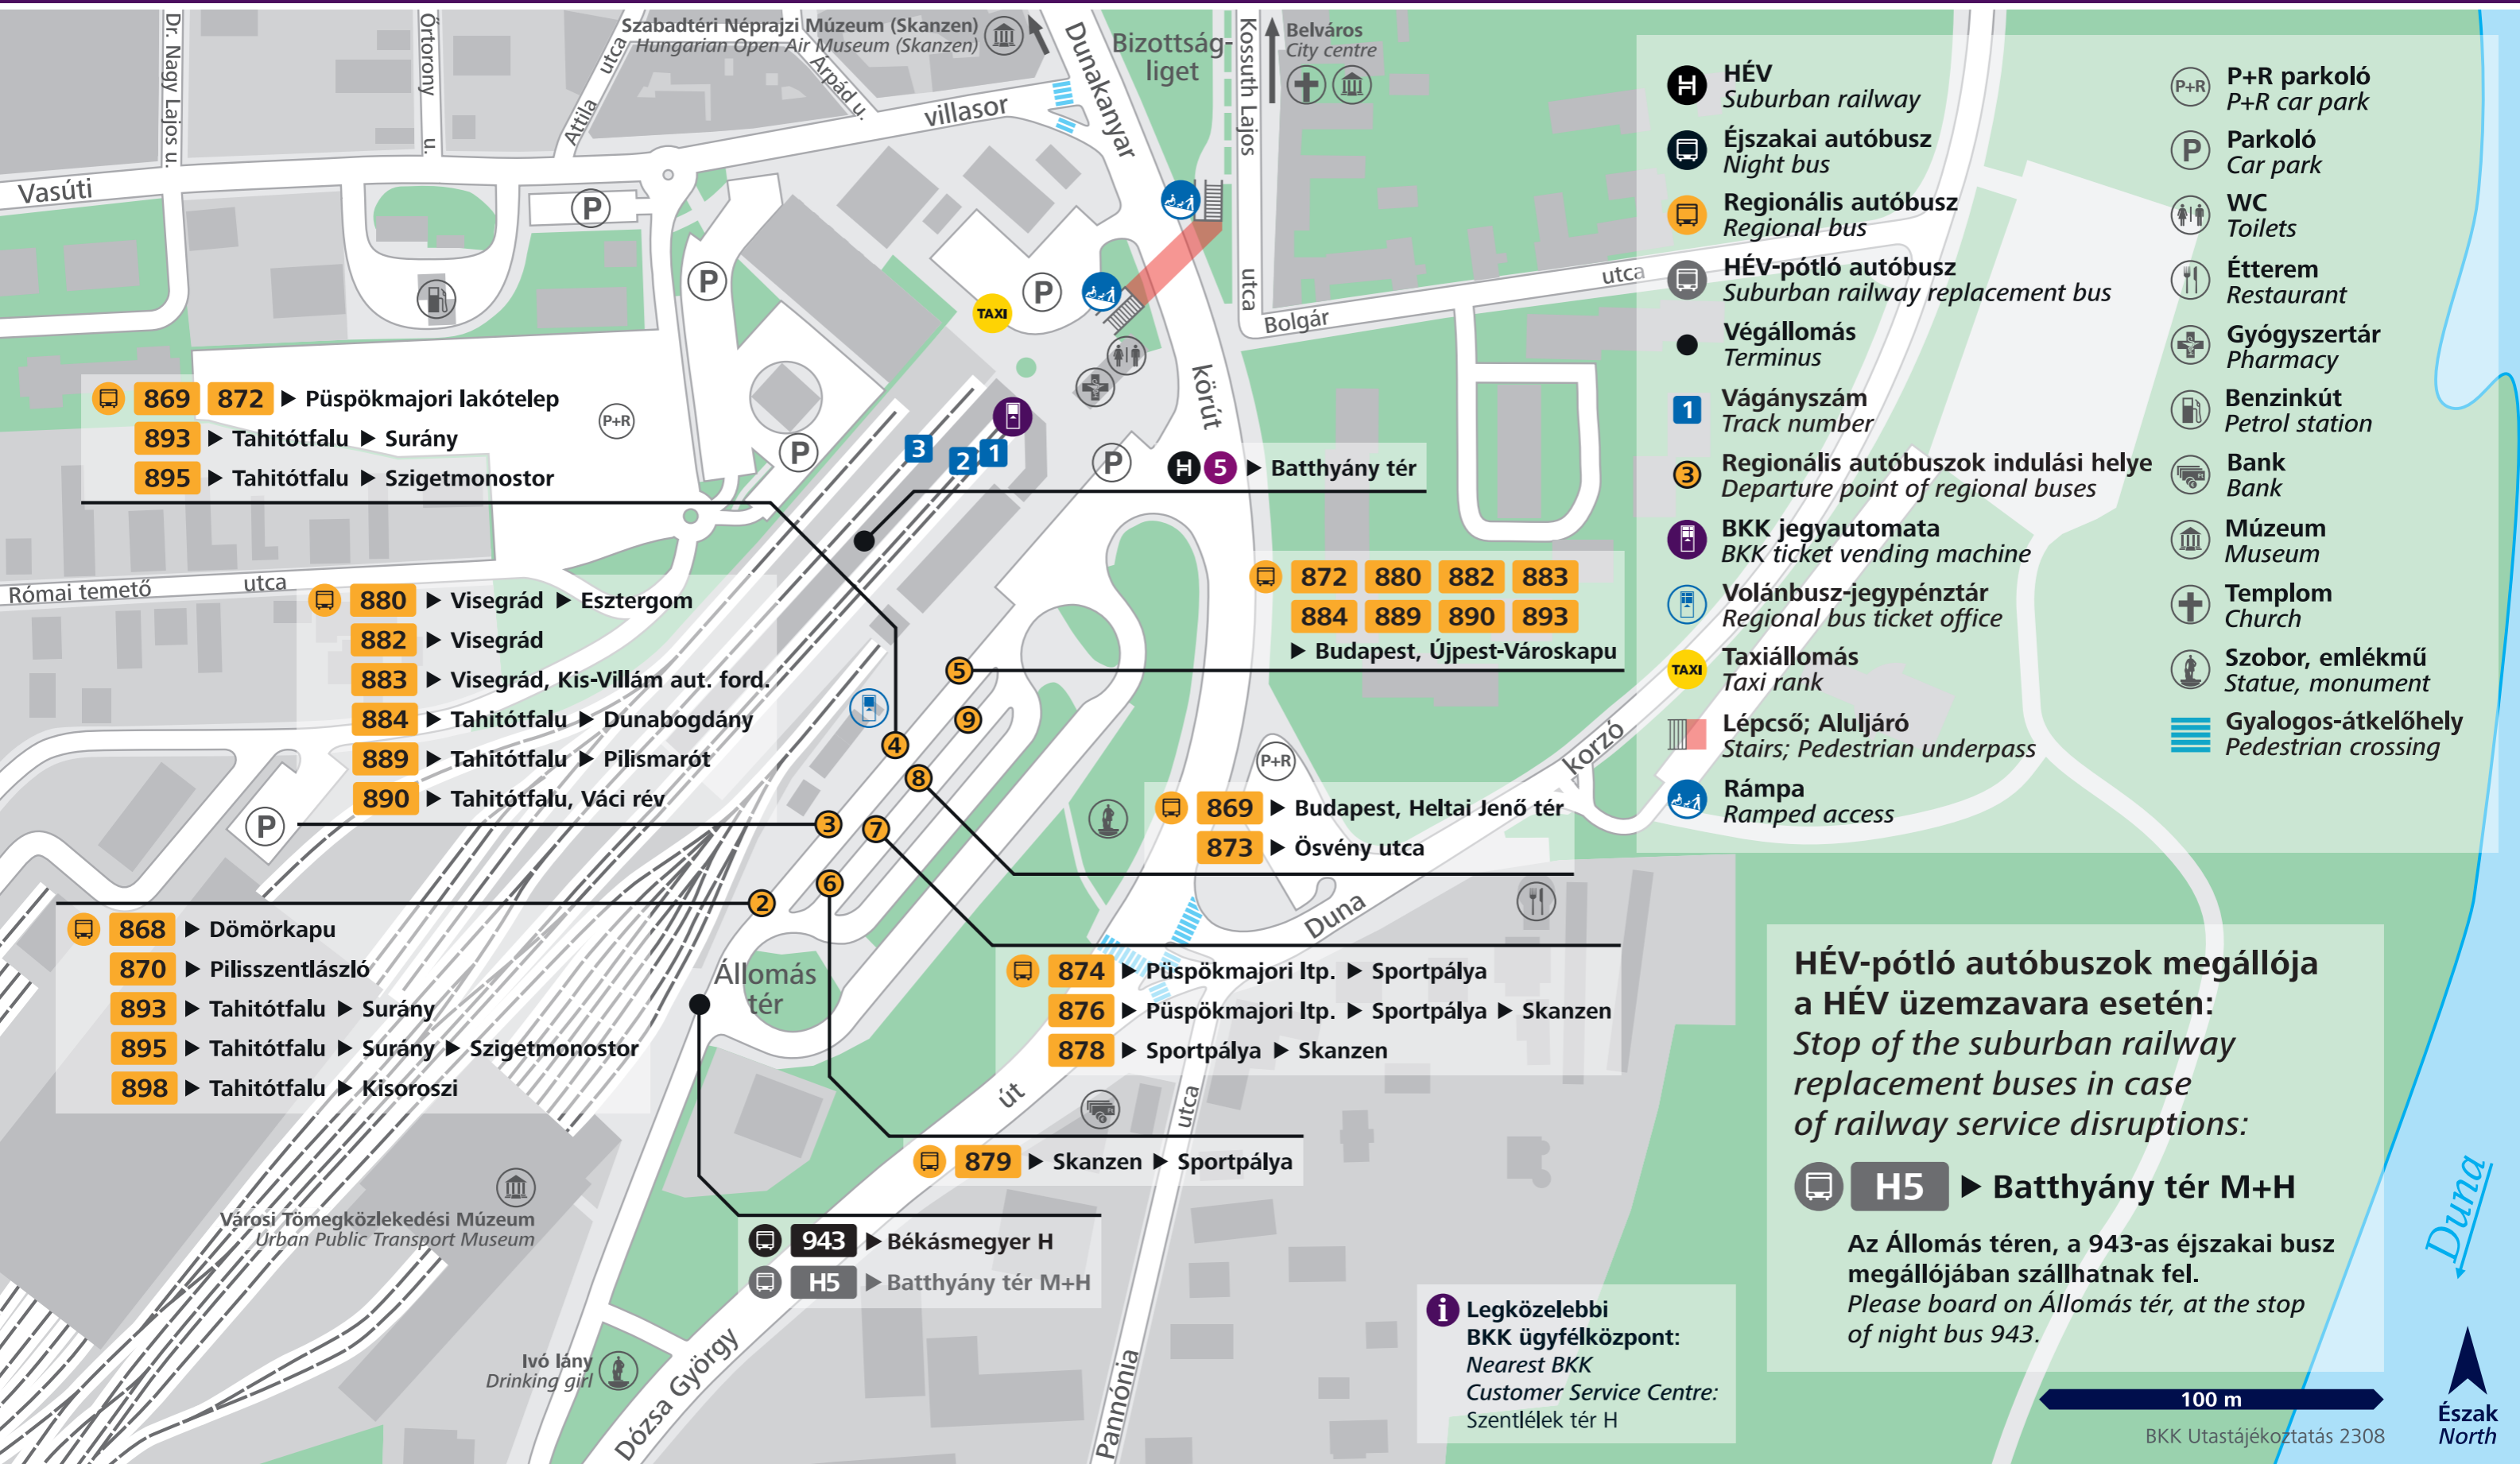 Dr. Nagy Lajos u.
Őrtorony u.
Attila utca
Szabadtéri Néprajzi Múzeum (Skanzen)
Hungarian Open Air Museum (Skanzen)
Árpád u.
Dunakanyar
Bizottság-
liget
Kossuth Lajos
Belváros
City centre
villasor
Vasúti
P
P
P
TAXI
utca
Bolgár
utca
körút
869 872 Püspökmajori lakótelep
893 Tahitótfalu Surány
895 Tahitótfalu Szigetmonostor
P+R
P
3
2
1
P
H 5 Batthyány tér
Római temető
utca
880 Visegrád Esztergom
882 Visegrád
883 Visegrád, Kis-Villám aut. ford.
884 Tahitótfalu Dunabogdány
889 Tahitótfalu Pilismarót
890 Tahitótfalu, Váci rév
872 880 882 883
884 889 890 893
Budapest, Újpest-Városkapu
5
9
4
8
3
7
6
2
P
P+R
korzó
Duna
869 Budapest, Heltai Jenő tér
873 Ösvény utca
868 Dömörkapu
870 Pilisszentlászló
893 Tahitótfalu Surány
895 Tahitótfalu Surány Szigetmonostor
898 Tahitótfalu Kisoroszi
Állomás
tér
874 Püspökmajori ltp. Sportpálya
876 Püspökmajori ltp. Sportpálya Skanzen
878 Sportpálya Skanzen
út
utca
879 Skanzen Sportpálya
Városi Tömegközlekedési Múzeum
Urban Public Transport Museum
943 Békásmegyer H
H5 Batthyány tér M+H
Ivó lány
Drinking girl
Dózsa György
Pannónia
i Legközelebbi
BKK ügyfélközpont:
Nearest BKK
Customer Service Centre:
Szentlélek tér H
H HÉV
Suburban railway
Éjszakai autóbusz
Night bus
Regionális autóbusz
Regional bus
HÉV-pótló autóbusz
Suburban railway replacement bus
Végállomás
Terminus
1 Vágányszám
Track number
3 Regionális autóbuszok indulási helye
Departure point of regional buses
BKK jegyautomata
BKK ticket vending machine
Volánbusz-jegypénztár
Regional bus ticket office
TAXI Taxiállomás
Taxi rank
Lépcső; Aluljáró
Stairs; Pedestrian underpass
Rámpa
Ramped access
P+R P+R parkoló
P+R car park
P Parkoló
Car park
WC
Toilets
Étterem
Restaurant
Gyógyszertár
Pharmacy
Benzinkút
Petrol station
Bank
Bank
Múzeum
Museum
Templom
Church
Szobor, emlékmű
Statue, monument
Gyalogos-átkelőhely
Pedestrian crossing
HÉV-pótló autóbuszok megállója
a HÉV üzemzavara esetén:
Stop of the suburban railway
replacement buses in case
of railway service disruptions:
H5 Batthyány tér M+H
Az Állomás téren, a 943-as éjszakai busz
megállójában szállhatnak fel.
Please board on Állomás tér, at the stop
of night bus 943.
Duna
100 m
BKK Utastájékoztatás 2308
Észak
North